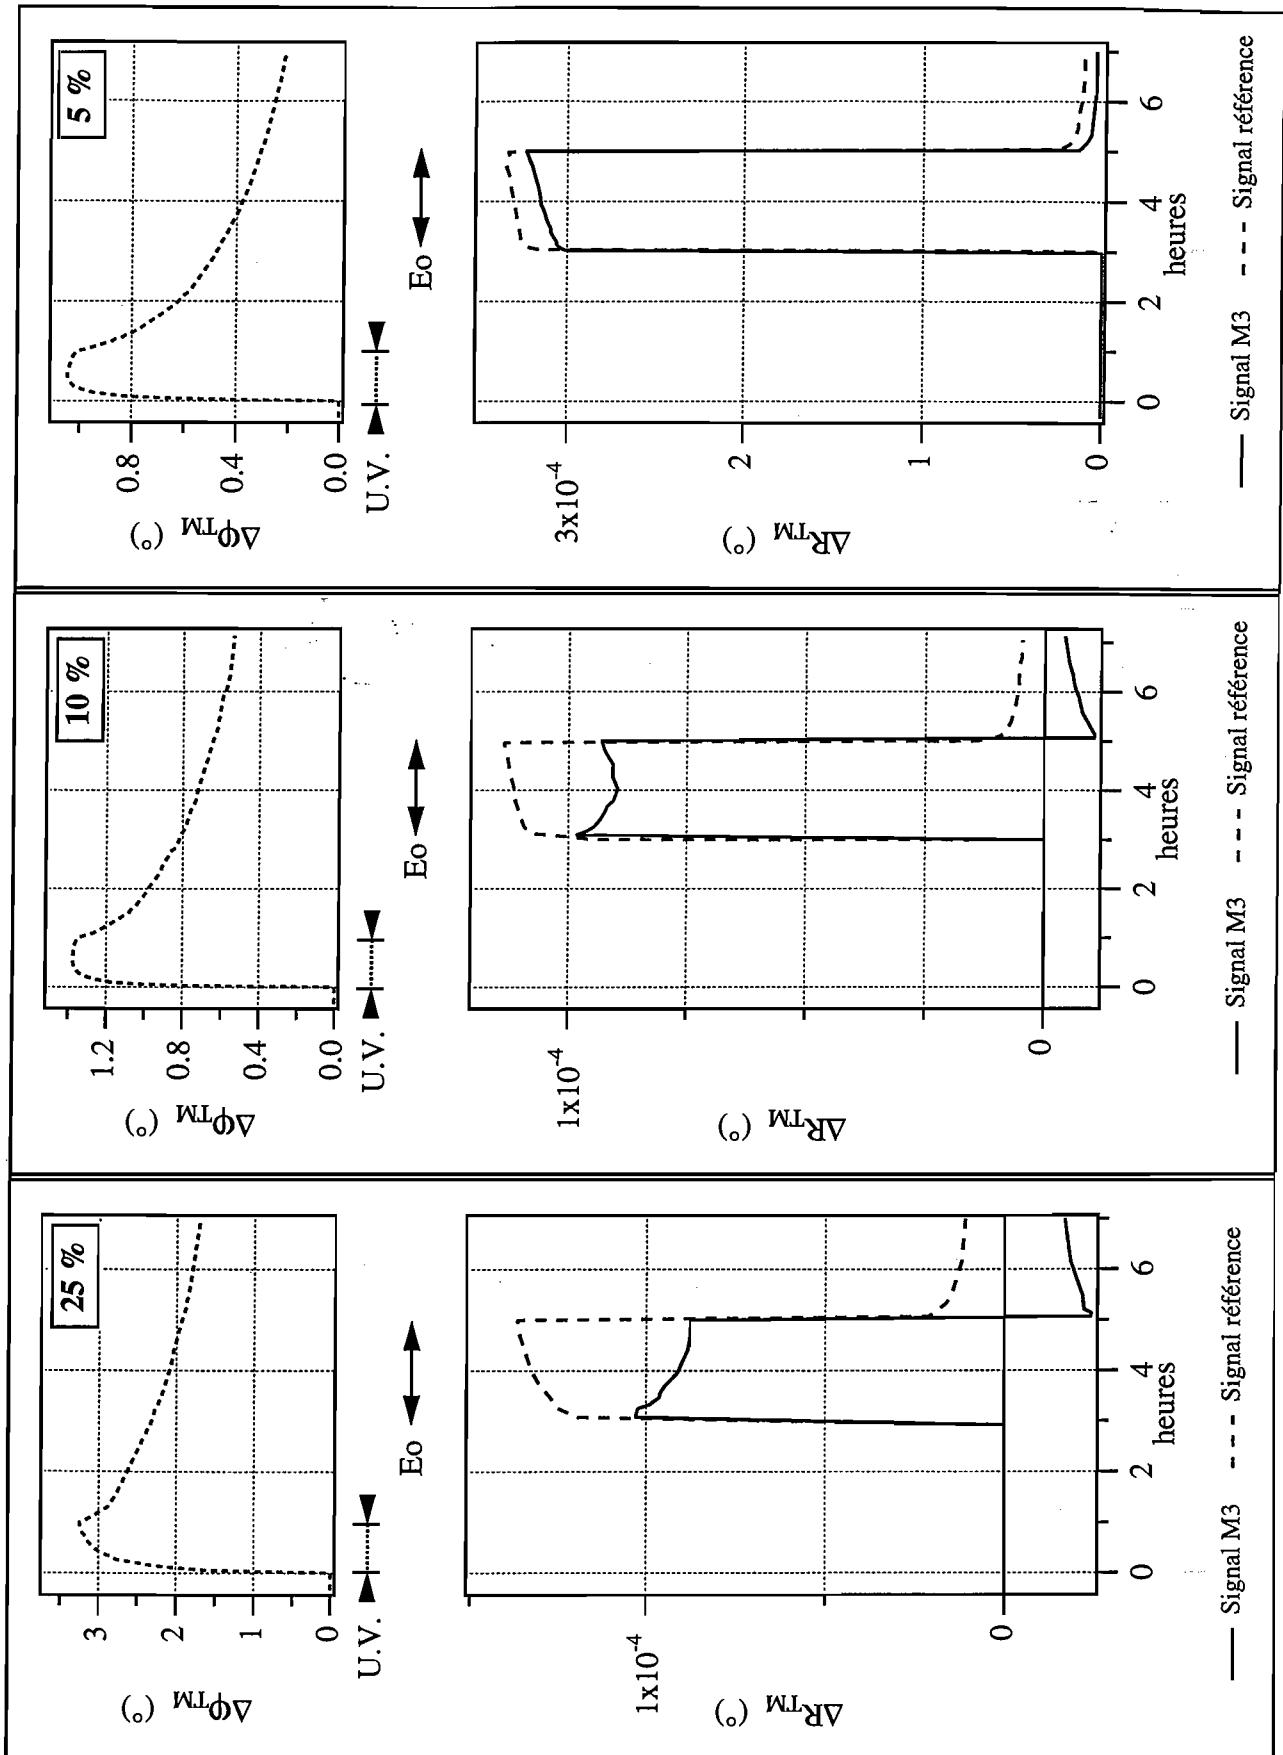 25 %
ΔφTM (°)
3
2
1
0
U.V.
Eo
ΔRTM (°)
1x10-4
0
0
2
4
6
heures
Signal M3
Signal référence
10 %
ΔφTM (°)
1.2
0.8
0.4
0.0
U.V.
Eo
ΔRTM (°)
1x10-4
0
0
2
4
6
heures
Signal M3
Signal référence
5 %
ΔφTM (°)
0.8
0.4
0.0
U.V.
Eo
ΔRTM (°)
3x10-4
2
1
0
0
2
4
6
heures
Signal M3
Signal référence